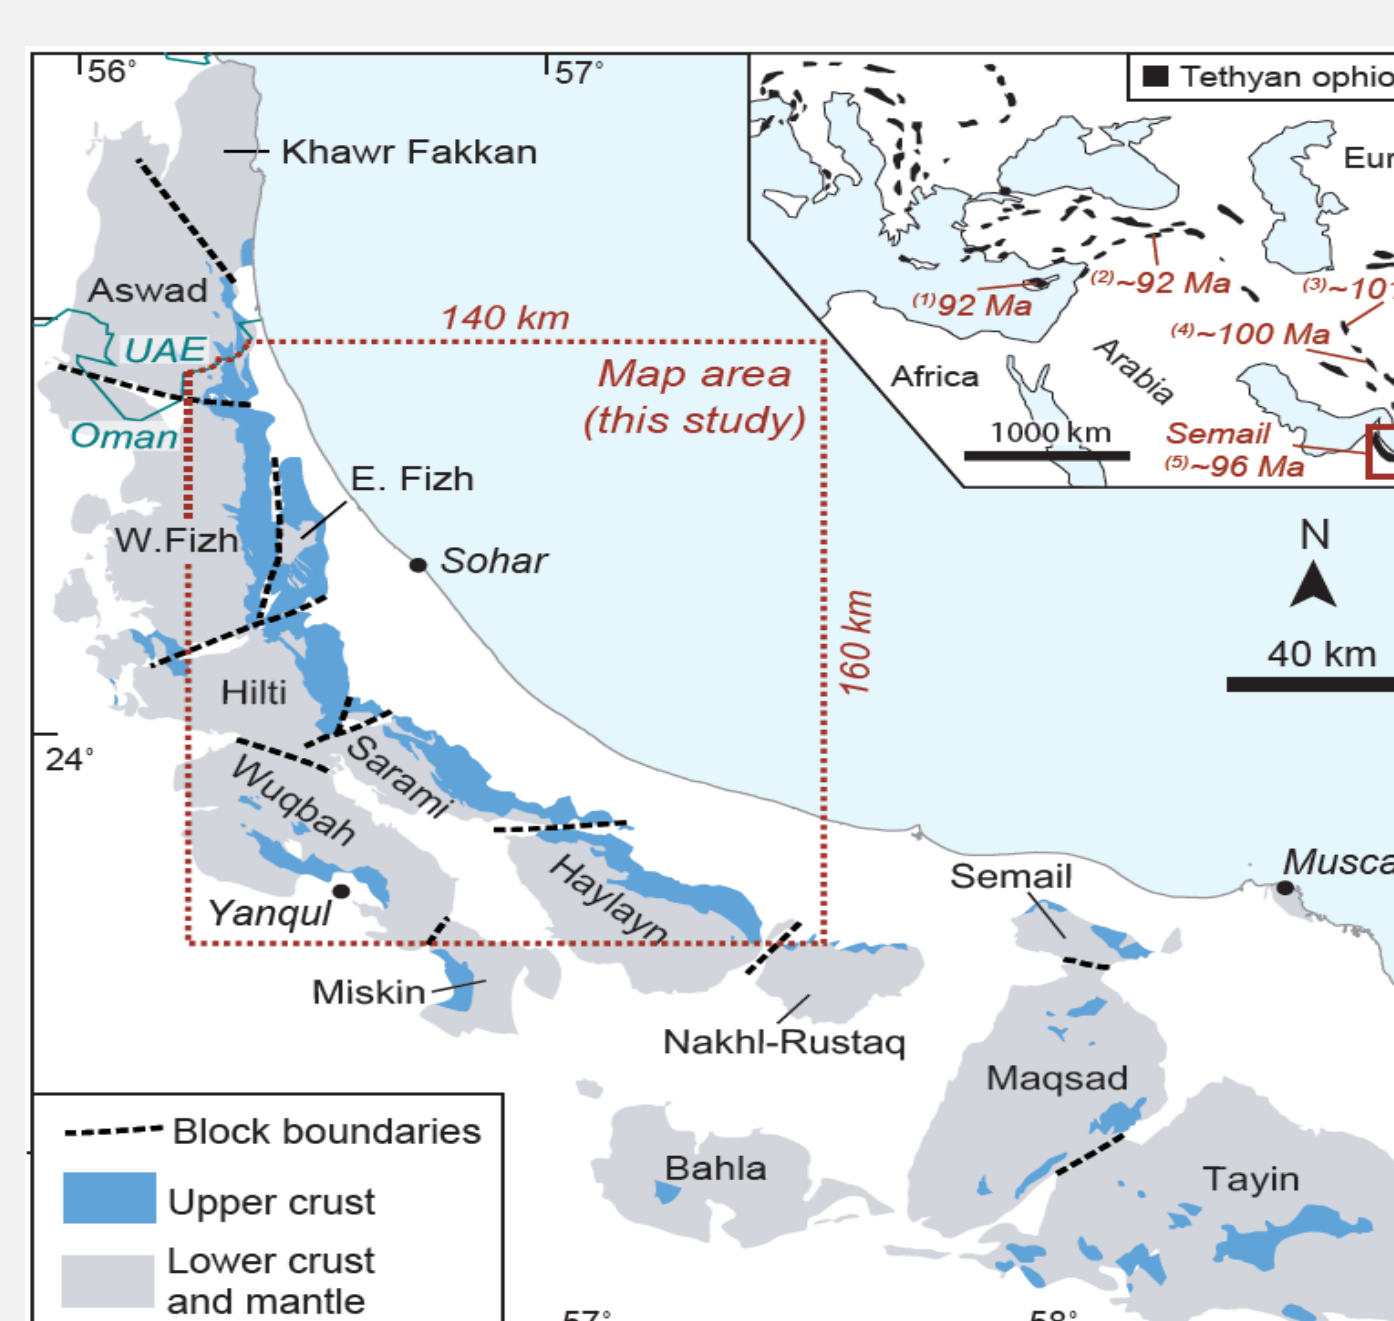 56°
57°
Tethyan ophio
Khawr Fakkan
Eur
Aswad
(1)92 Ma
(2)~92 Ma
(3)~10
140 km
(4)~100 Ma
UAE
Map area
(this study)
Africa
Arabia
Oman
1000 km
Semail
(5)~96 Ma
E. Fizh
W.Fizh
Sohar
N
160 km
40 km
Hilti
24°
Sarami
Wuqbah
Haylayn
Semail
Musca
Yanqul
Miskin
Nakhl-Rustaq
Maqsad
Block boundaries
Bahla
Tayin
Upper crust
Lower crust
and mantle
57°
58°